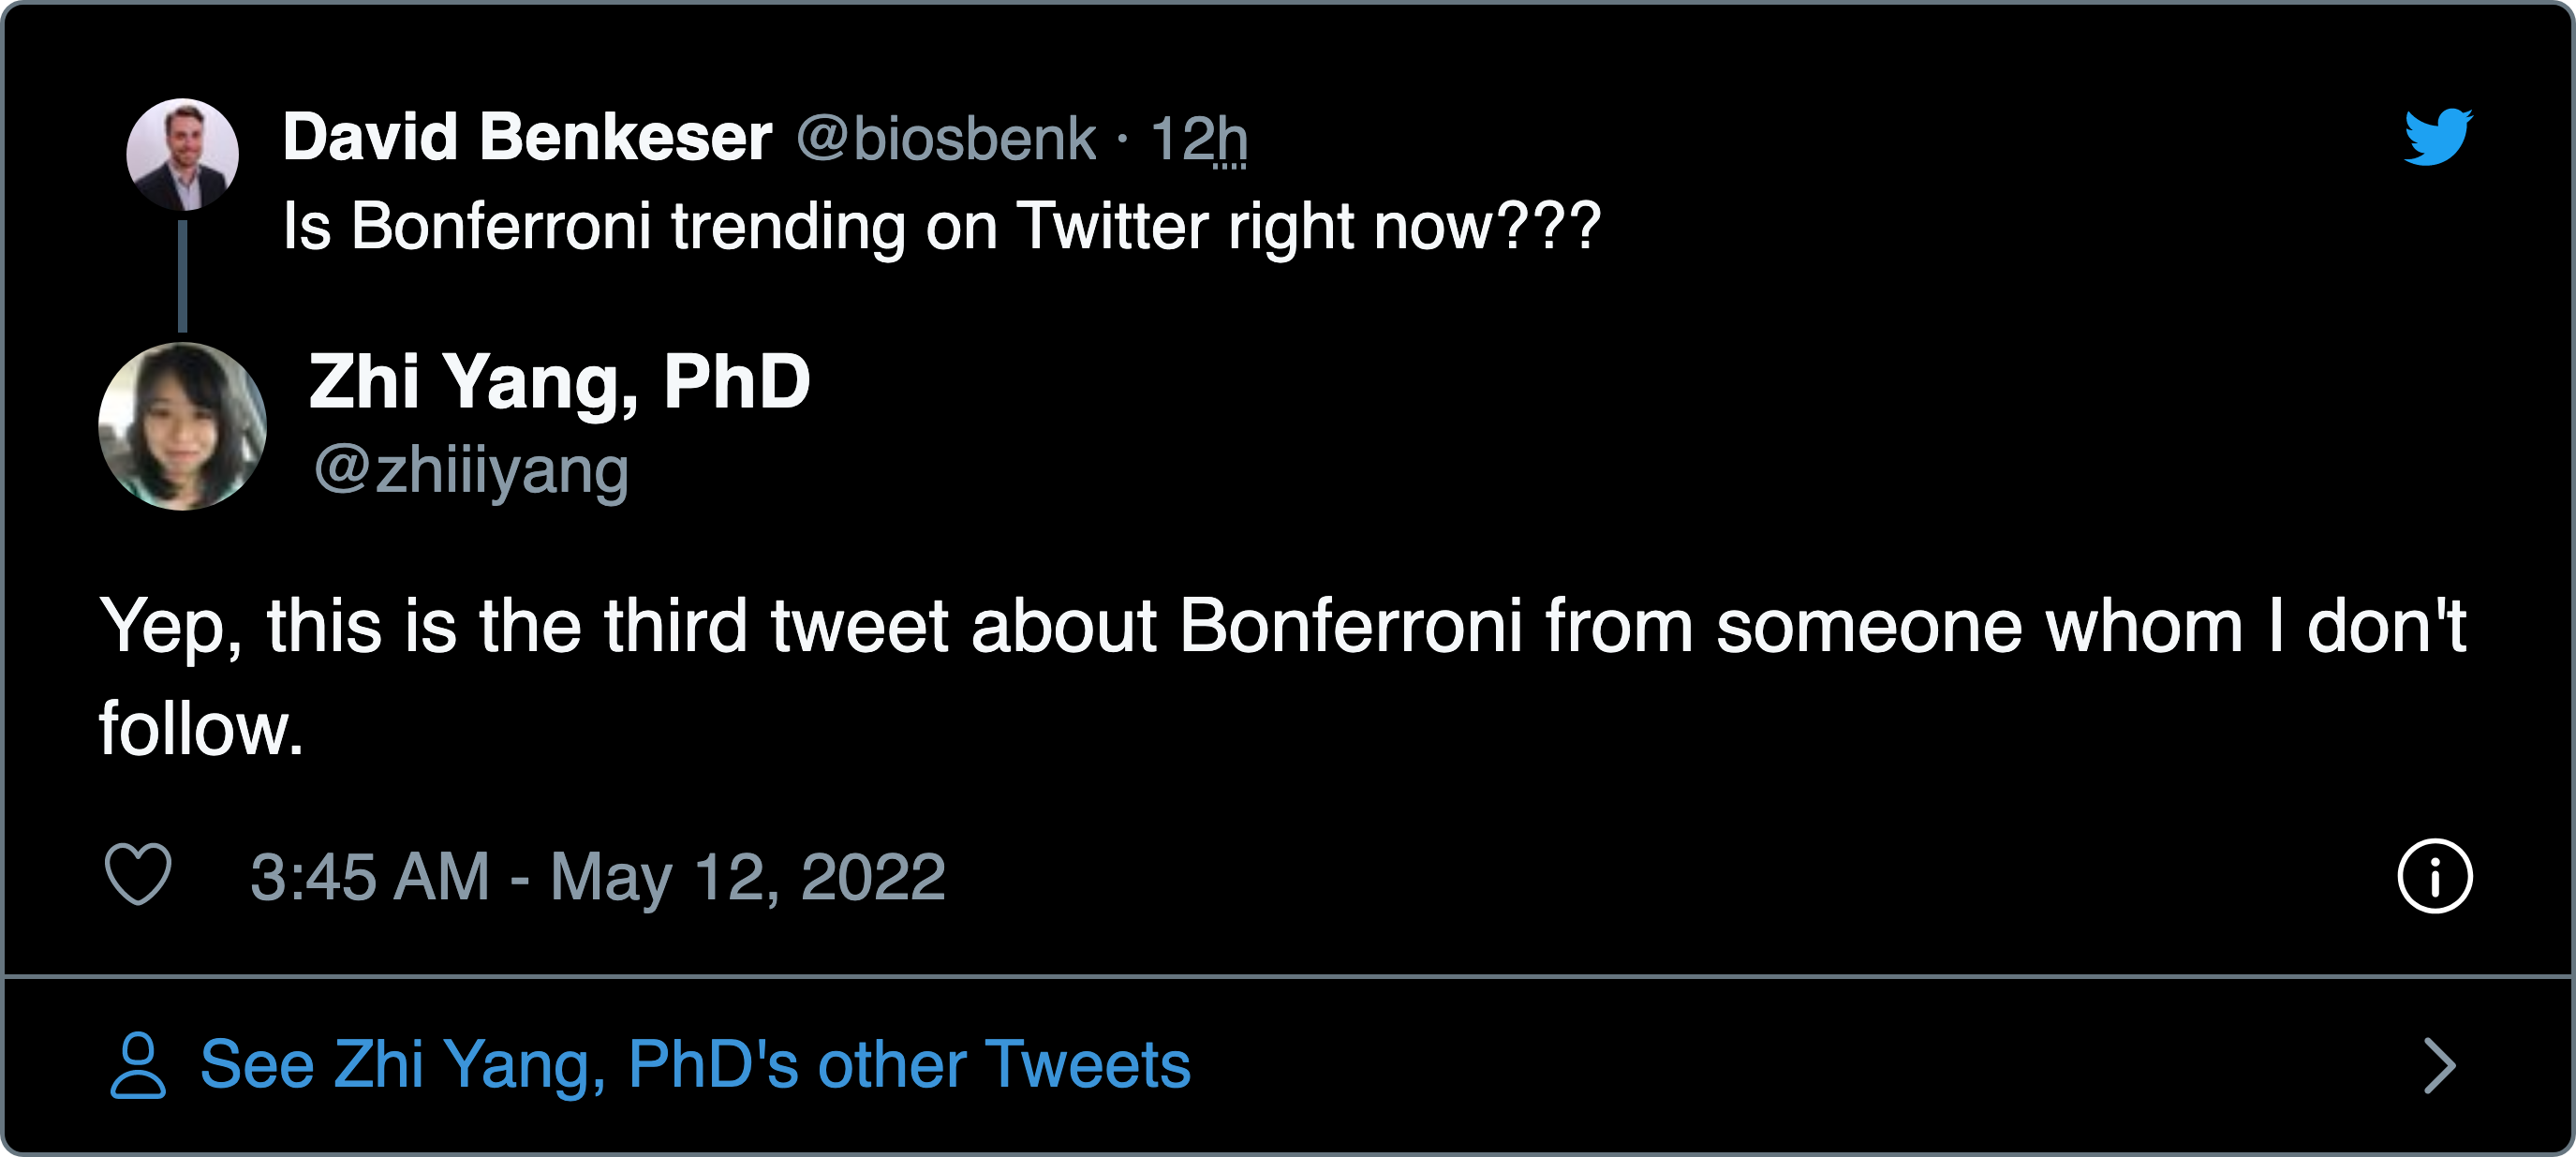 David Benkeser @biosbenk · 12h
Is Bonferroni trending on Twitter right now???
Zhi Yang, PhD
@zhiiiyang
Yep, this is the third tweet about Bonferroni from someone whom I don't
follow.
3:45 AM - May 12, 2022
See Zhi Yang, PhD's other Tweets